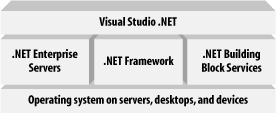 Visual Studio .NET
.NET Enterprise
Servers
.NET Framework
.NET Building
Block Services
Operating system on servers, desktops, and devices